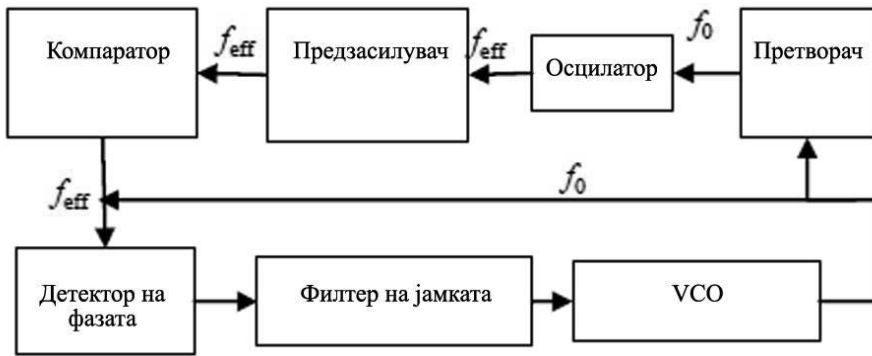 Компаратор
f_eff
Предзасилувач
f_eff
Осцилатор
f_0
Претворач
f_eff
f_0
Детектор на
фазата
Филтер на јамката
VCO